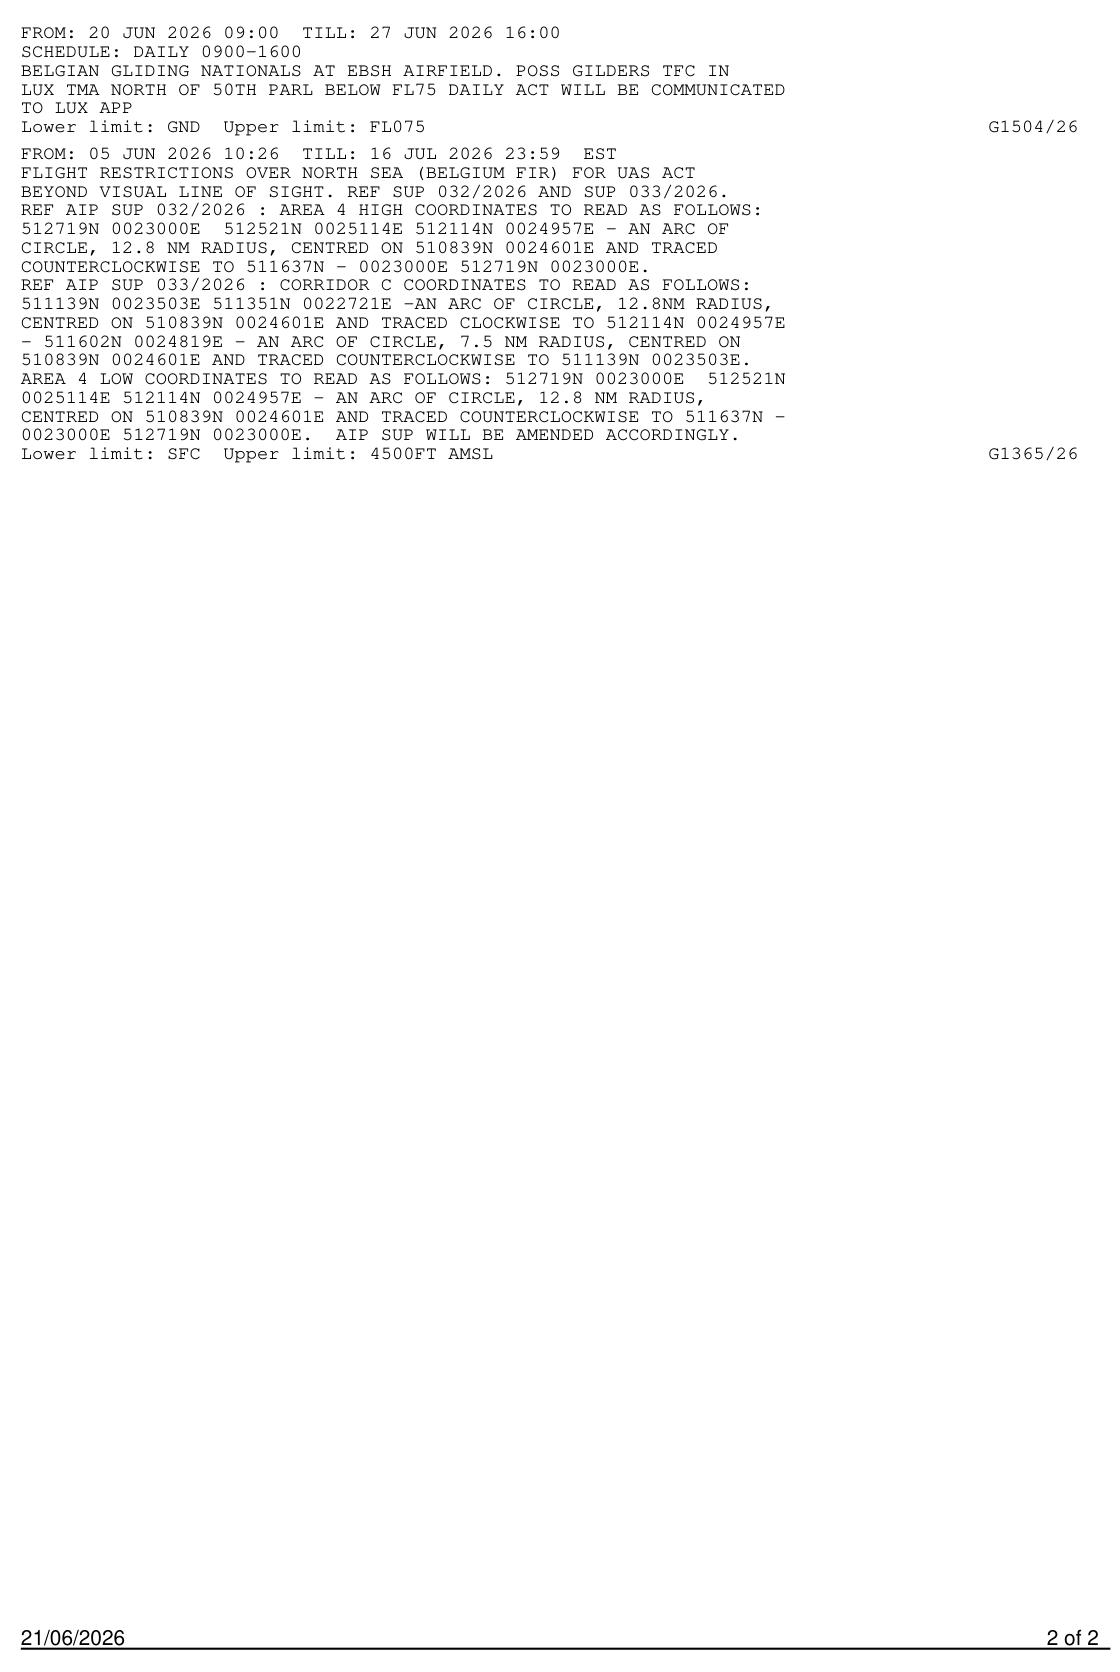 FROM: 20 JUN 2026 09:00  TILL: 27 JUN 2026 16:00
SCHEDULE: DAILY 0900-1600
BELGIAN GLIDING NATIONALS AT EBSH AIRFIELD. POSS GILDERS TFC IN
LUX TMA NORTH OF 50TH PARL BELOW FL75 DAILY ACT WILL BE COMMUNICATED
TO LUX APP
Lower limit: GND  Upper limit: FL075 G1504/26
FROM: 05 JUN 2026 10:26  TILL: 16 JUL 2026 23:59  EST
FLIGHT RESTRICTIONS OVER NORTH SEA (BELGIUM FIR) FOR UAS ACT
BEYOND VISUAL LINE OF SIGHT. REF SUP 032/2026 AND SUP 033/2026.
REF AIP SUP 032/2026 : AREA 4 HIGH COORDINATES TO READ AS FOLLOWS:
512719N 0023000E  512521N 0025114E 512114N 0024957E - AN ARC OF
CIRCLE, 12.8 NM RADIUS, CENTRED ON 510839N 0024601E AND TRACED
COUNTERCLOCKWISE TO 511637N - 0023000E 512719N 0023000E.
REF AIP SUP 033/2026 : CORRIDOR C COORDINATES TO READ AS FOLLOWS:
511139N 0023503E 511351N 0022721E -AN ARC OF CIRCLE, 12.8NM RADIUS,
CENTRED ON 510839N 0024601E AND TRACED CLOCKWISE TO 512114N 0024957E
- 511602N 0024819E - AN ARC OF CIRCLE, 7.5 NM RADIUS, CENTRED ON
510839N 0024601E AND TRACED COUNTERCLOCKWISE TO 511139N 0023503E.
AREA 4 LOW COORDINATES TO READ AS FOLLOWS: 512719N 0023000E  512521N
0025114E 512114N 0024957E - AN ARC OF CIRCLE, 12.8 NM RADIUS,
CENTRED ON 510839N 0024601E AND TRACED COUNTERCLOCKWISE TO 511637N -
0023000E 512719N 0023000E.  AIP SUP WILL BE AMENDED ACCORDINGLY.
Lower limit: SFC  Upper limit: 4500FT AMSL G1365/26
21/06/2026 2 of 2